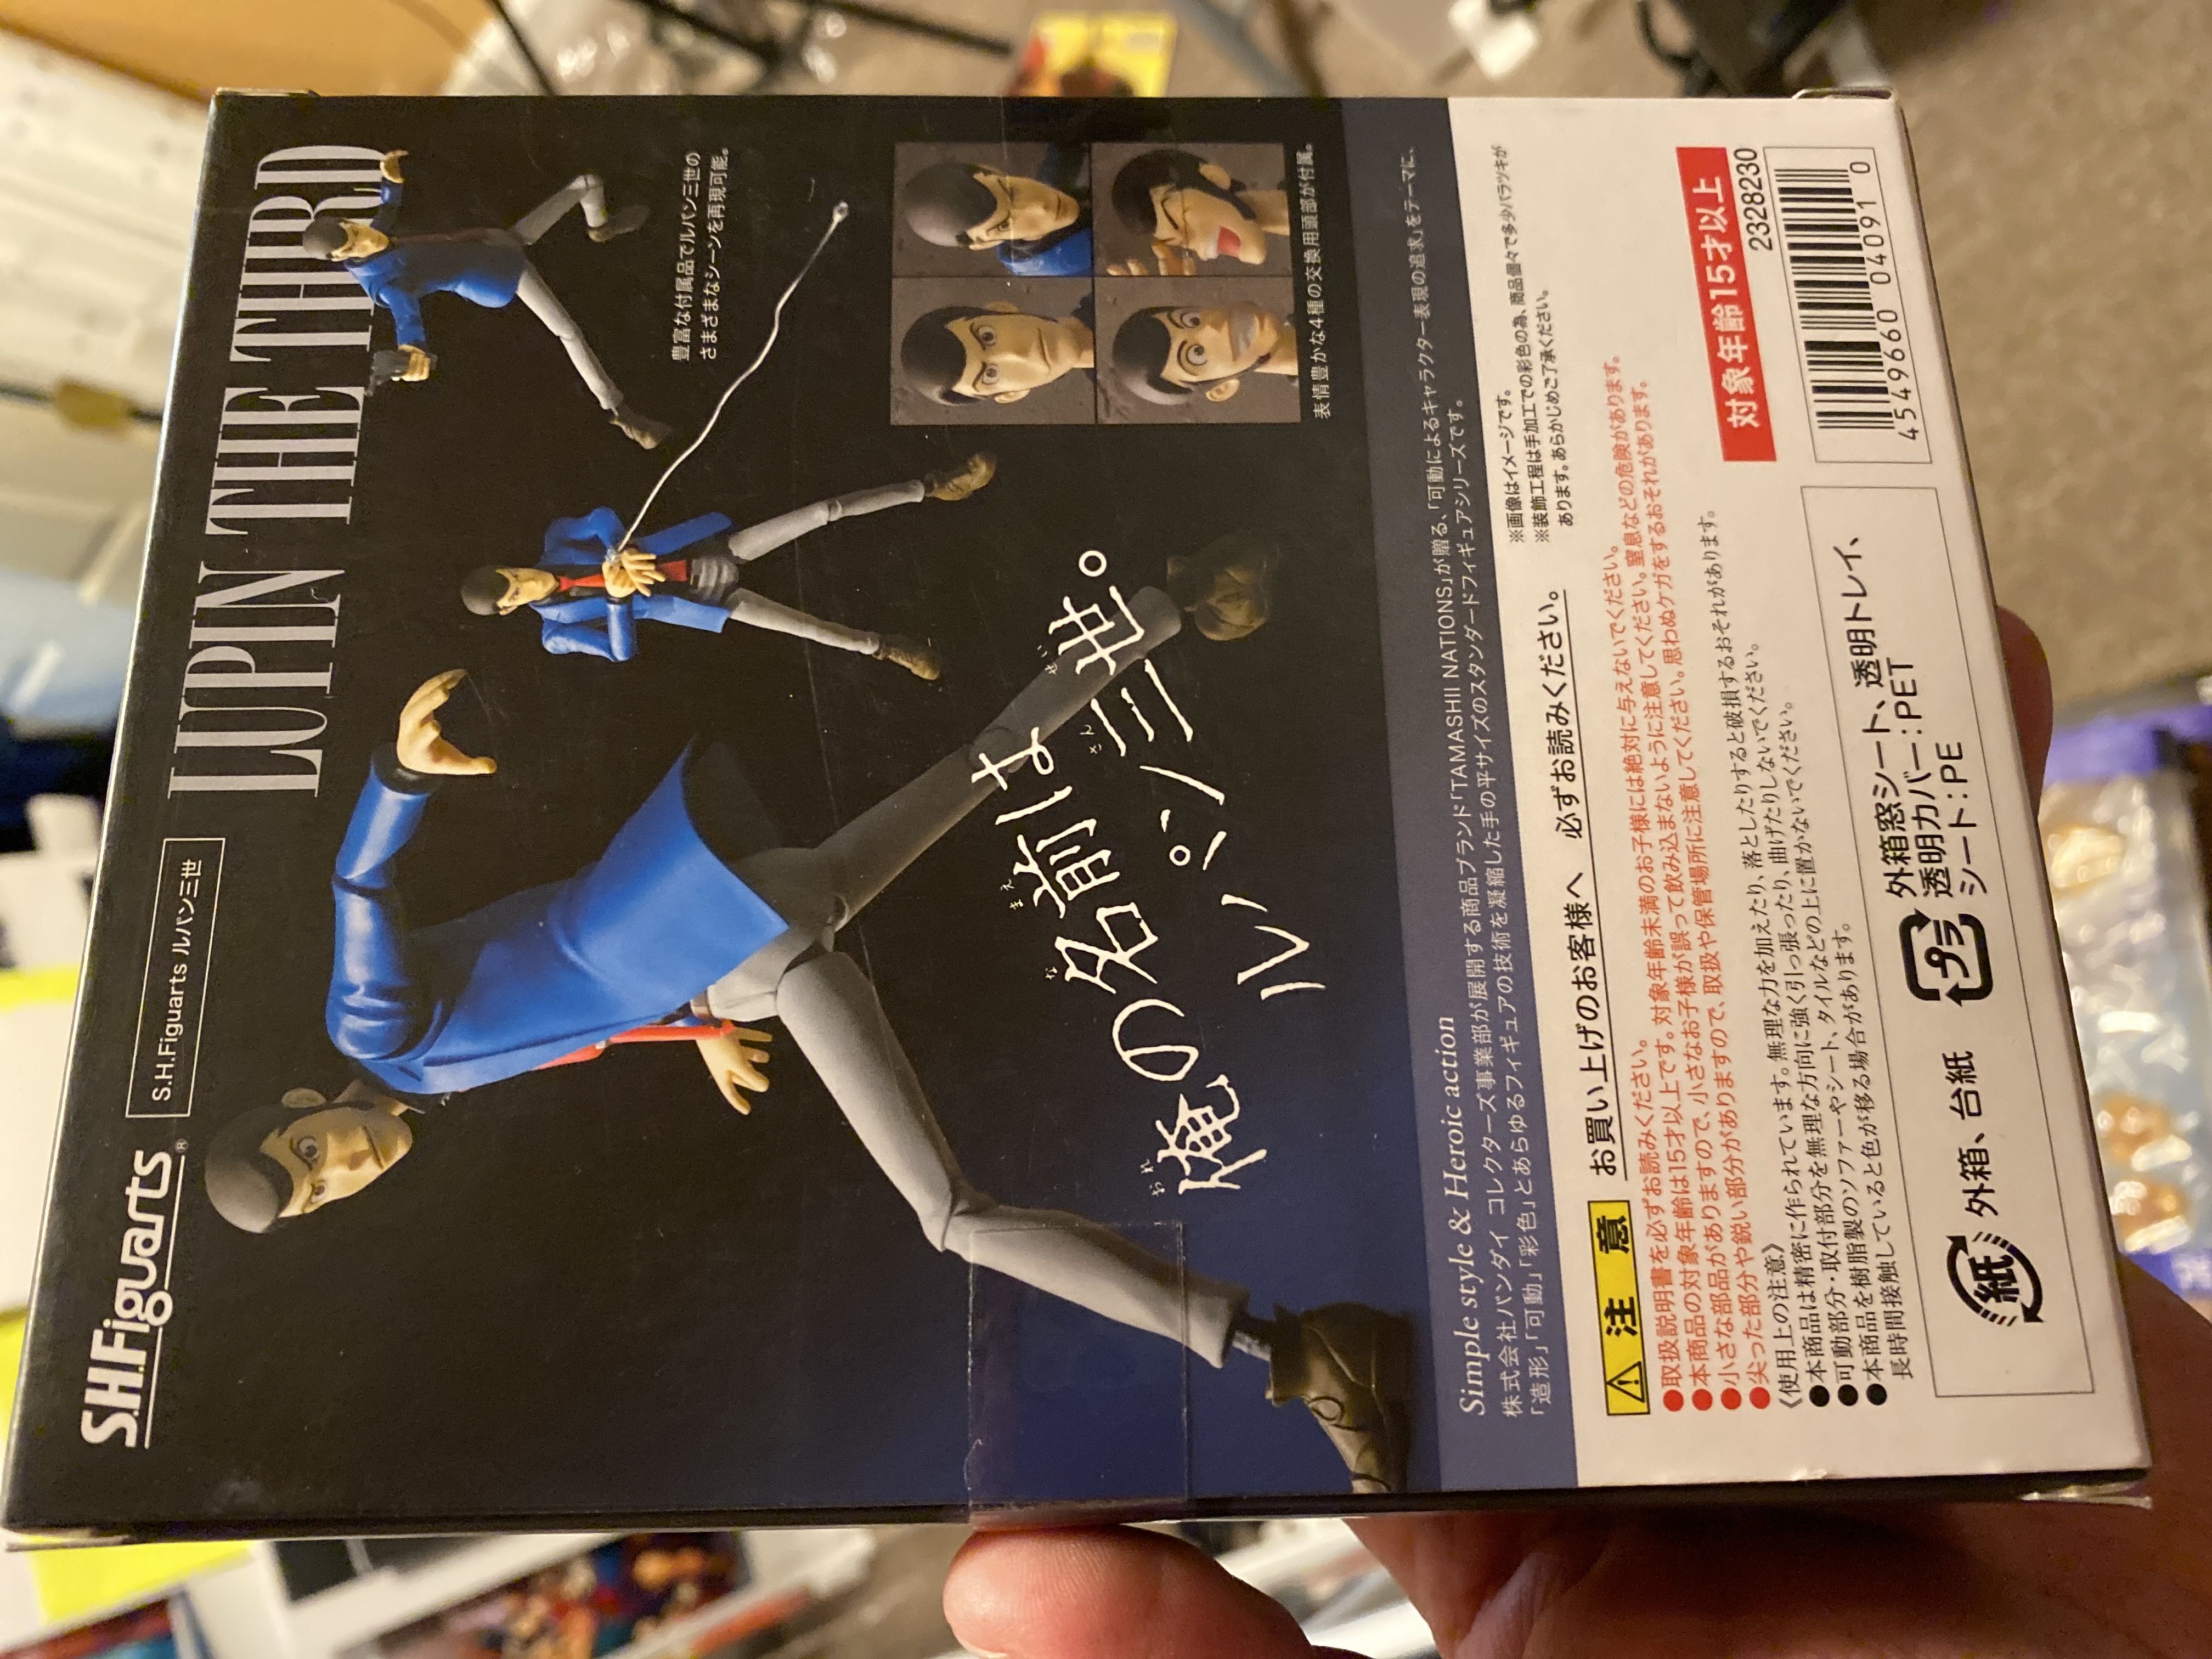 S.H.Figuarts®
S.H.Figuarts ルパン三世
LUPIN THE THIRD
豊富な付属品でルパン三世の
さまざまなシーンを再現可能。
俺の名前は
おれ な まえ
ルパン三世。
さん せい
表情豊かな4種の交換用頭部が付属。
Simple style & Heroic action
株式会社バンダイ コレクターズ事業部が展開する商品ブランド「TAMASHII NATIONS」が贈る、「可動によるキャラクター表現の追求」をテーマに、
「造形」「可動」「彩色」とあらゆるフィギュアの技術を凝縮した手の平サイズのスタンダードフィギュアシリーズです。
※画像はイメージです。
※装飾工程は手加工での彩色の為、商品個々で多少バラツキが
あります。あらかじめご了承ください。
注 意
お買い上げのお客様へ 必ずお読みください。
●取扱説明書を必ずお読みください。
●本商品の対象年齢は15才以上です。対象年齢未満のお子様には絶対に与えないでください。
●小さな部品がありますので、小さなお子様が誤って飲み込まないように注意してください。窒息などの危険があります。
●尖った部分や鋭い部分がありますので、取扱や保管場所に注意してください。思わぬケガをするおそれがあります。
《使用上の注意》
●本商品は精密に作られています。無理な力を加えたり、落としたりすると破損するおそれがあります。
●可動部分・取付部分を無理な方向に強く引っ張ったり、曲げたりしないでください。
●本商品を樹脂製のソファーやシート、タイルなどの上に置かないでください。
長時間接触していると色が移る場合があります。
対象年齢15才以上
2328230
4 549660 040910
紙
外箱、台紙
プラ
外箱窓シート、透明トレイ、
透明カバー:PET
シート:PE